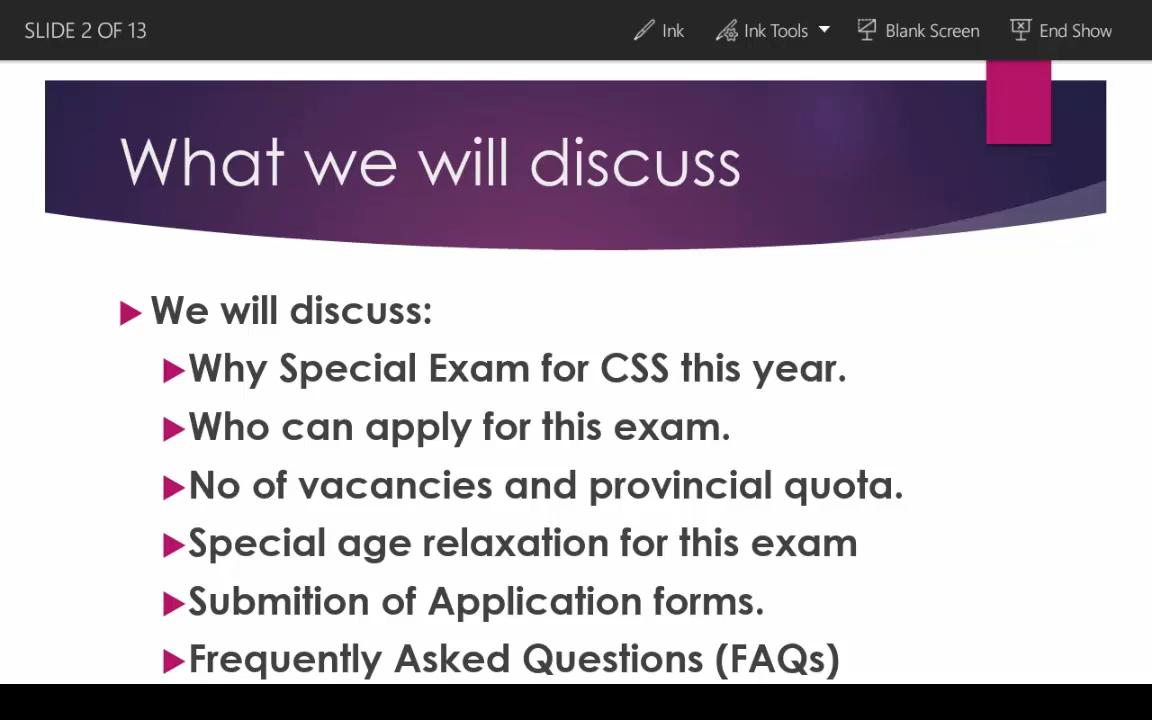 SLIDE 2 OF 13 Ink Ink Tools Blank Screen End Show
What we will discuss
We will discuss:
Why Special Exam for CSS this year.
Who can apply for this exam.
No of vacancies and provincial quota.
Special age relaxation for this exam
Submition of Application forms.
Frequently Asked Questions (FAQs)